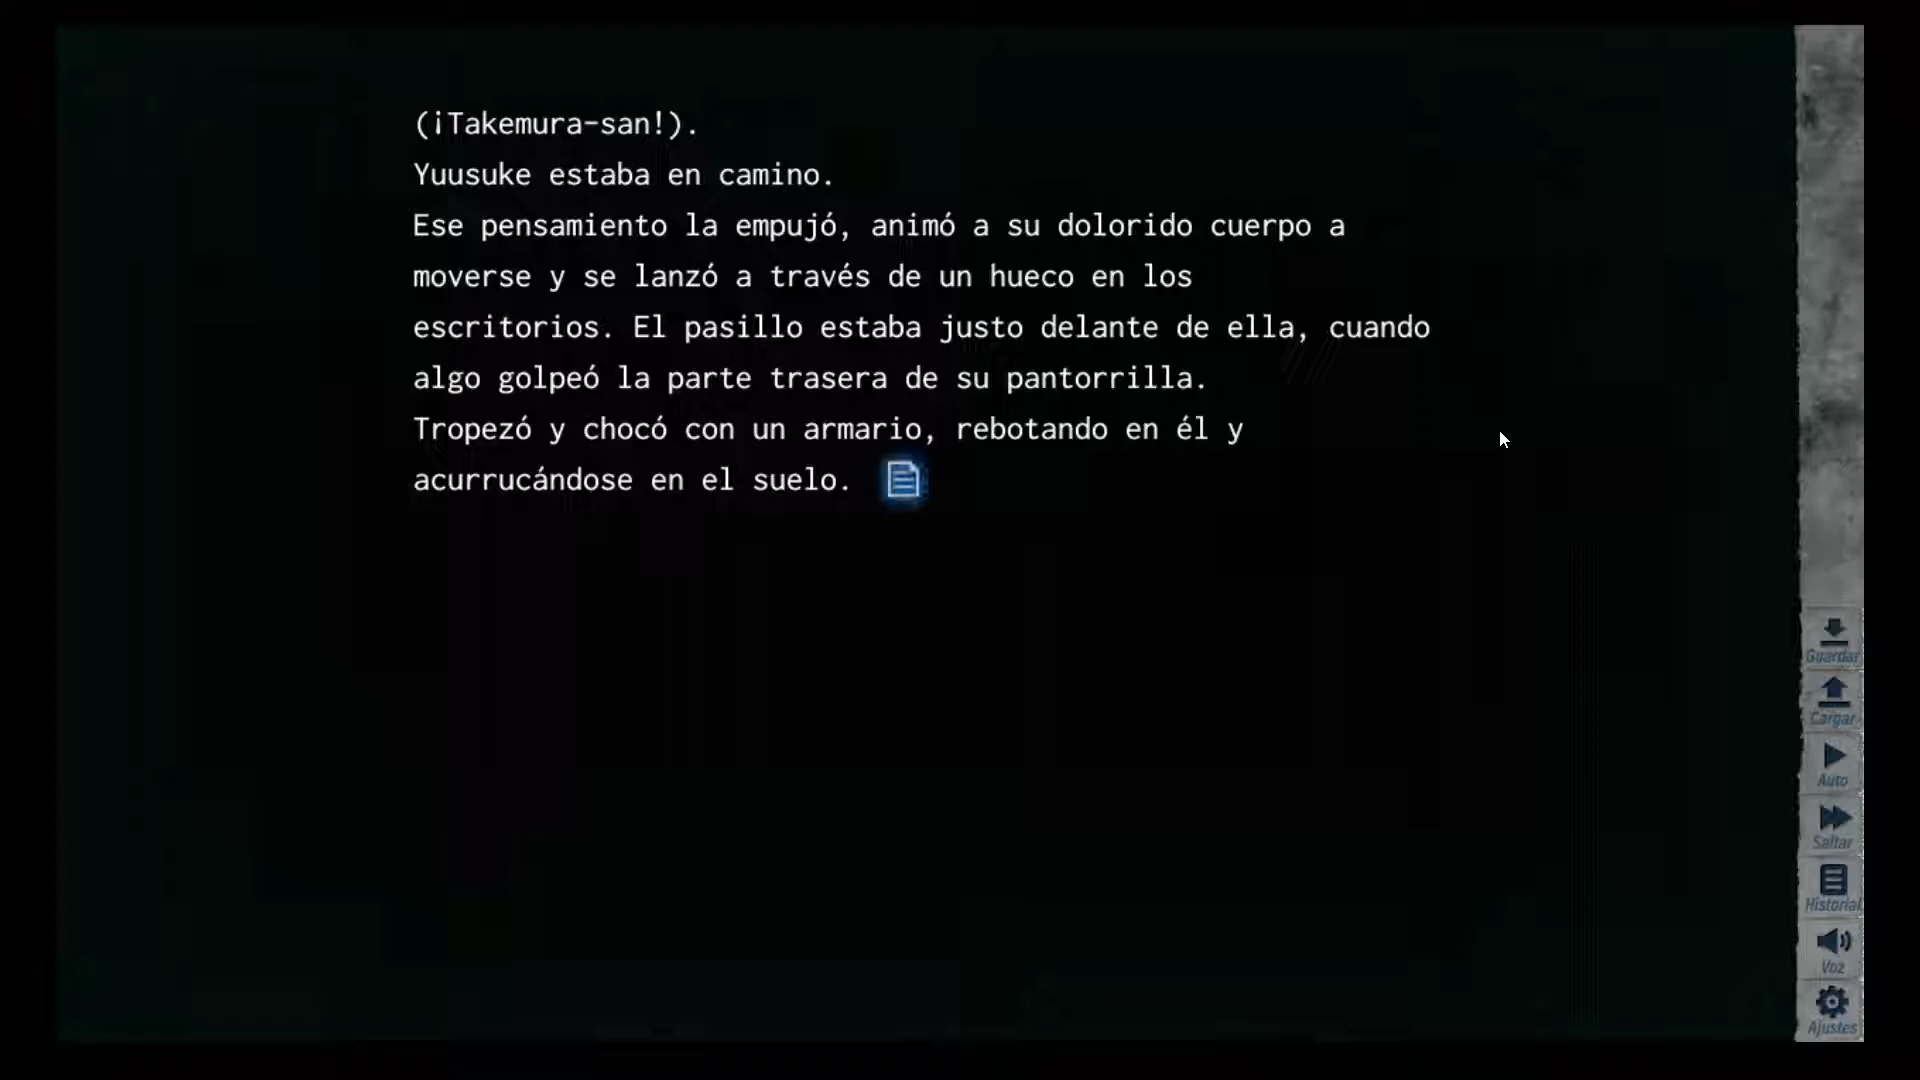 (¡Takemura-san!).
Yuusuke estaba en camino.
Ese pensamiento la empujó, animó a su dolorido cuerpo a
moverse y se lanzó a través de un hueco en los
escritorios. El pasillo estaba justo delante de ella, cuando
algo golpeó la parte trasera de su pantorrilla.
Tropezó y chocó con un armario, rebotando en él y
acurrucándose en el suelo.
Guardar
Cargar
Auto
Saltar
Historial
Voz
Ajustes